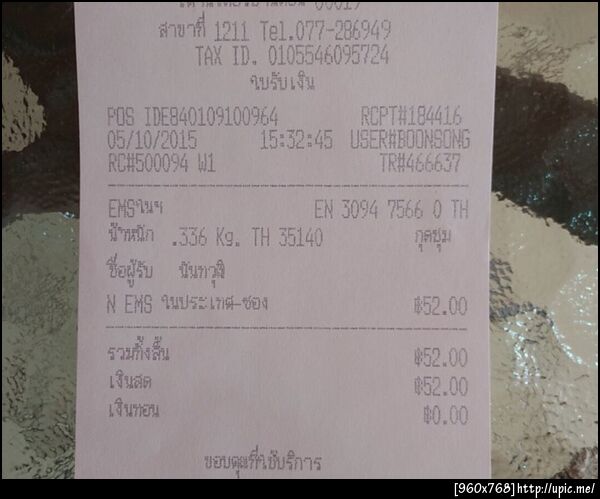 00019
สาขาที่ 1211 Tel.077-286949
TAX ID. 0105546095724
ใบรับเงิน
POS IDE840109100964 RCPT#184416
05/10/2015 15:32:45 USER#BOONSONG
RC#500094 W1 TR#466637
EMSในฯ EN 3094 7566 0 TH
น้ำหนัก .336 Kg. TH 35140 กุดชุม
ชื่อผู้รับ นันทวุฒิ
N EMS ในประเทศ-ซอง ฿52.00
รวมทั้งสิ้น ฿52.00
เงินสด ฿52.00
เงินทอน ฿0.00
ขอบคุณที่ใช้บริการ
[960x768]http://upic.me/